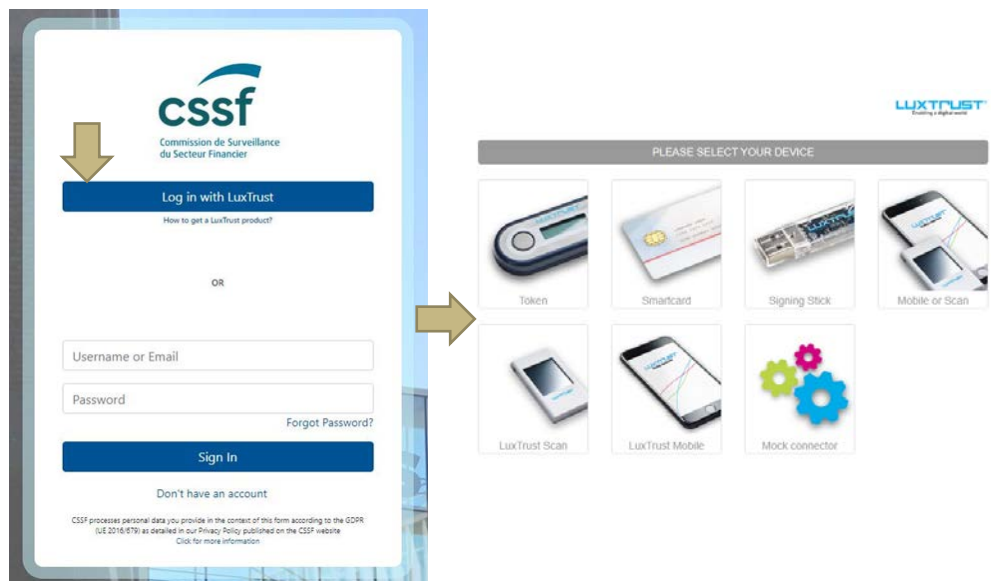 cssf
Commission de Surveillance
du Secteur Financier
Log in with LuxTrust
How to get a LuxTrust product?
OR
Username or Email
Password
Forgot Password?
Sign In
Don't have an account
CSSF processes personal data you provide in the context of this form according to the GDPR
(UE 2016/679) as detailed in our Privacy Policy published on the CSSF website
Click for more information
LUXTRUST
Enabling a digital world
PLEASE SELECT YOUR DEVICE
Token
Smartcard
Signing Stick
Mobile or Scan
LuxTrust Scan
LuxTrust Mobile
Mock connector